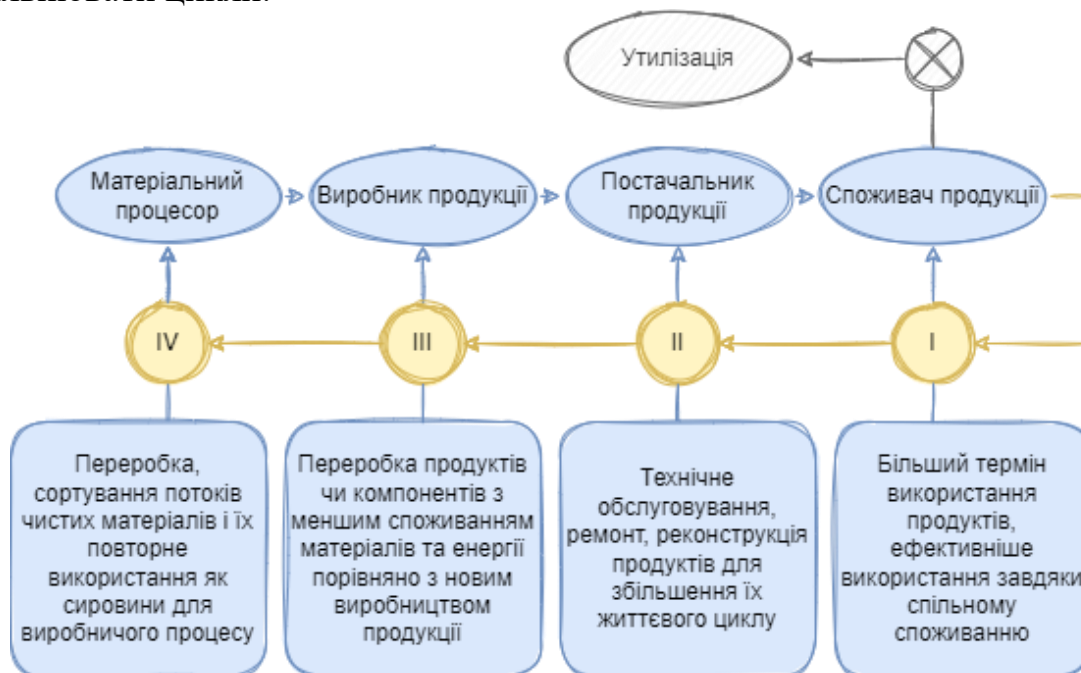 Утилізація
Матеріальний
процесор
Виробник продукції
Постачальник
продукції
Споживач продукції
IV
III
II
I
Переробка,
сортування потоків
чистих матеріалів і їх
повторне
використання як
сировини для
виробничого процесу
Переробка продуктів
чи компонентів з
меншим споживанням
матеріалів та енергії
порівняно з новим
виробництвом
продукції
Технічне
обслуговування,
ремонт, реконструкція
продуктів для
збільшення їх
життєвого циклу
Більший термін
використання
продуктів,
ефективніше
використання завдяки
спільному
споживанню